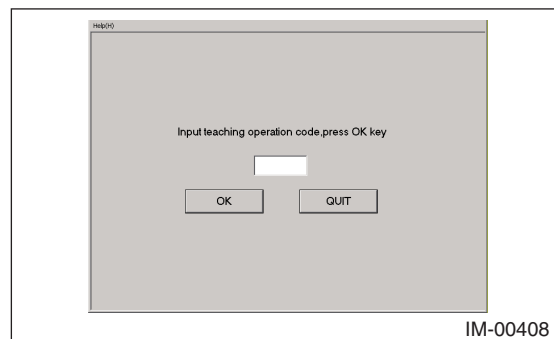 Help(H)
Input teaching operation code,press OK key
OK QUIT
IM-00408